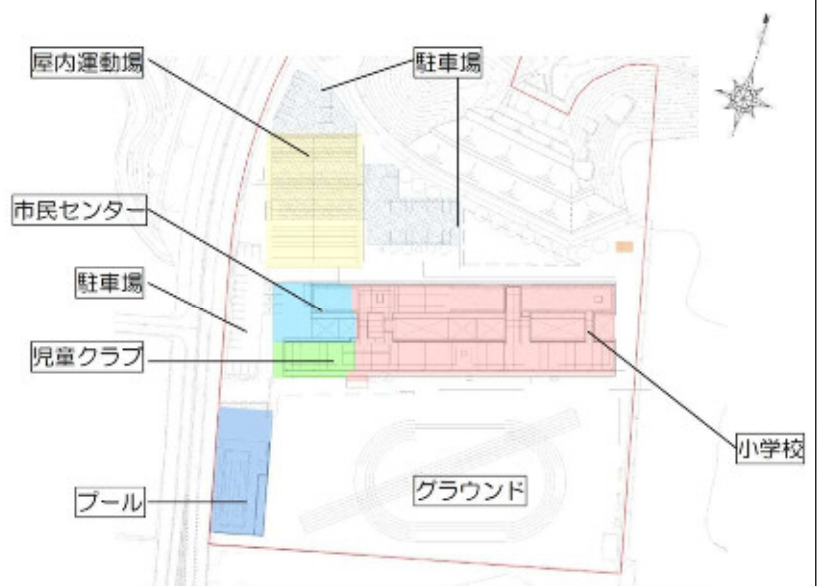 屋内運動場
駐車場
市民センター
駐車場
児童クラブ
小学校
プール
グラウンド